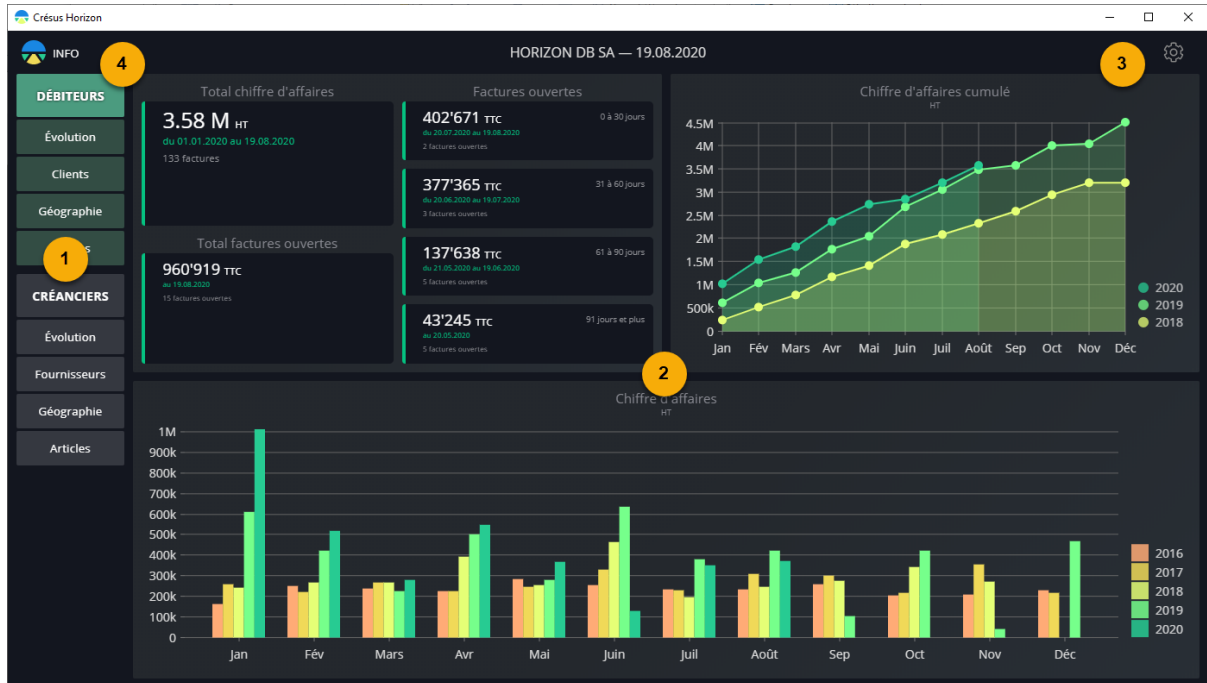 Crésus Horizon
INFO
HORIZON DB SA — 19.08.2020
4
3
DÉBITEURS
Évolution
Clients
Géographie
1
CRÉANCIERS
Évolution
Fournisseurs
Géographie
Articles
Total chiffre d'affaires
3.58 M HT
du 01.01.2020 au 19.08.2020
133 factures
Total factures ouvertes
960'919 TTC
au 19.08.2020
15 factures ouvertes
Factures ouvertes
402'671 TTC 0 à 30 jours
du 20.07.2020 au 19.08.2020
2 factures ouvertes
377'365 TTC 31 à 60 jours
du 20.06.2020 au 19.07.2020
3 factures ouvertes
137'638 TTC 61 à 90 jours
du 21.05.2020 au 19.06.2020
5 factures ouvertes
43'245 TTC 91 jours et plus
au 20.05.2020
5 factures ouvertes
Chiffre d'affaires cumulé
HT
4.5M
4M
3.5M
3M
2.5M
2M
1.5M
1M
500k
0
Jan Fév Mars Avr Mai Juin Juil Août Sep Oct Nov Déc
2020
2019
2018
2
Chiffre d'affaires
HT
1M
900k
800k
700k
600k
500k
400k
300k
200k
100k
0
Jan Fév Mars Avr Mai Juin Juil Août Sep Oct Nov Déc
2016
2017
2018
2019
2020